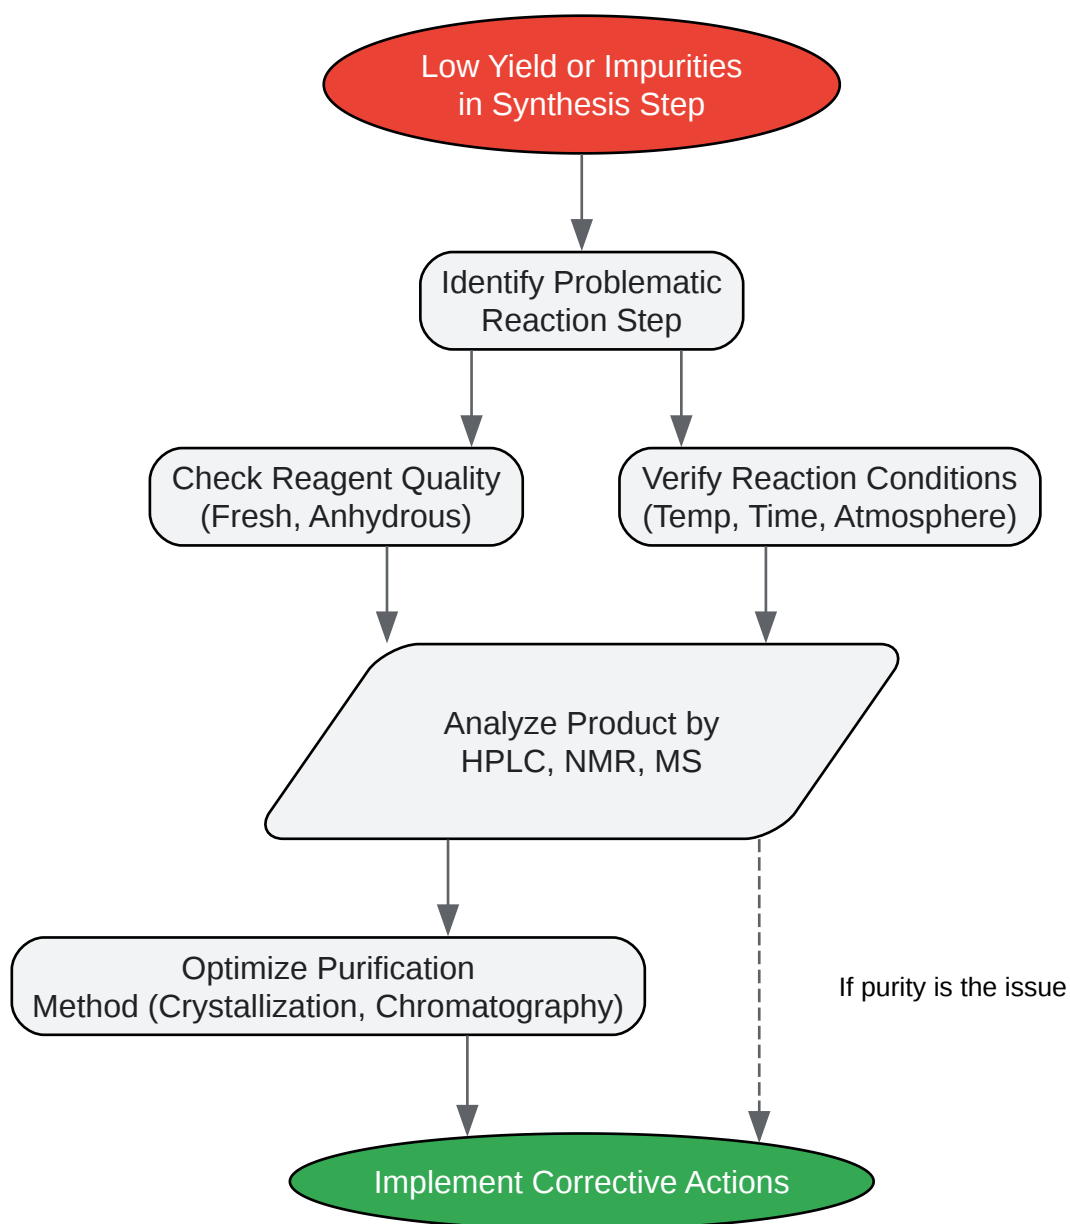 Low Yield or Impurities
in Synthesis Step
Identify Problematic
Reaction Step
Check Reagent Quality
(Fresh, Anhydrous)
Verify Reaction Conditions
(Temp, Time, Atmosphere)
Analyze Product by
HPLC, NMR, MS
Optimize Purification
Method (Crystallization, Chromatography)
If purity is the issue
Implement Corrective Actions